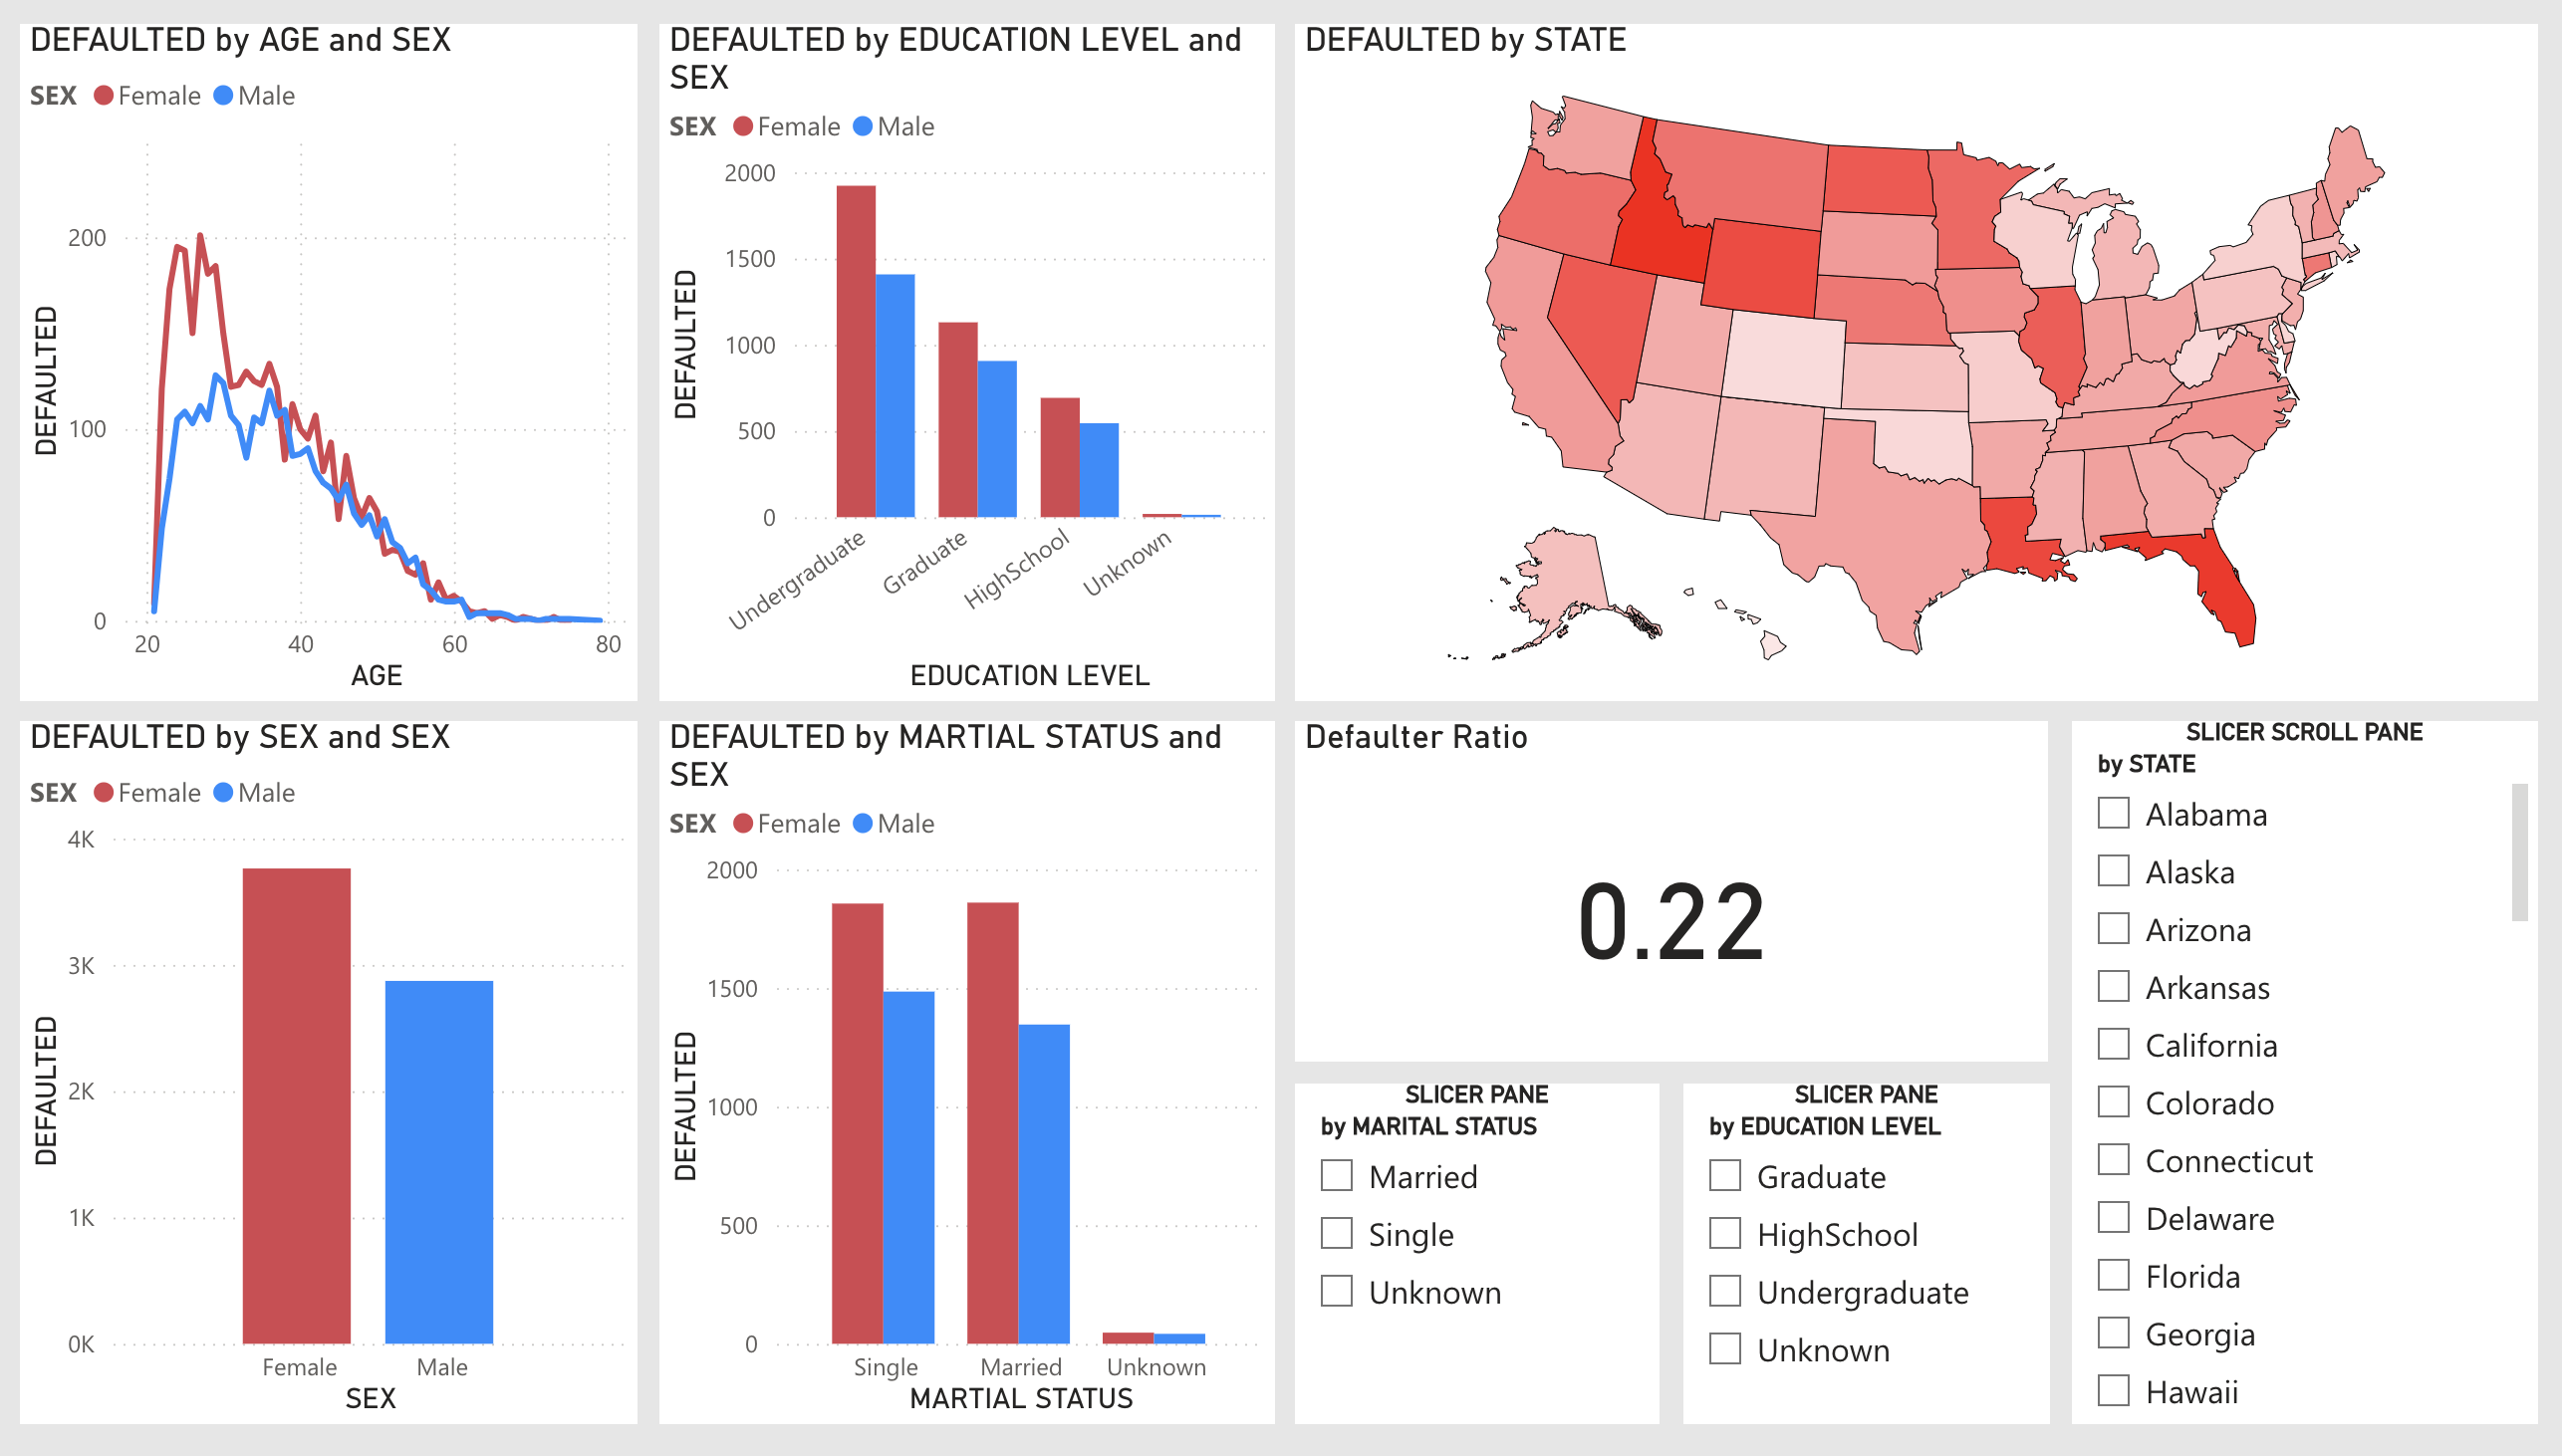 DEFAULTED by AGE and SEX
SEX Female Male
DEFAULTED
200
100
0
20 40 60 80
AGE
DEFAULTED by EDUCATION LEVEL and
SEX
SEX Female Male
DEFAULTED
2000
1500
1000
500
0
Undergraduate Graduate HighSchool Unknown
EDUCATION LEVEL
DEFAULTED by STATE
DEFAULTED by SEX and SEX
SEX Female Male
DEFAULTED
4K
3K
2K
1K
0K
Female Male
SEX
DEFAULTED by MARTIAL STATUS and
SEX
SEX Female Male
DEFAULTED
2000
1500
1000
500
0
Single Married Unknown
MARTIAL STATUS
Defaulter Ratio
0.22
SLICER PANE
by MARITAL STATUS
Married
Single
Unknown
SLICER PANE
by EDUCATION LEVEL
Graduate
HighSchool
Undergraduate
Unknown
SLICER SCROLL PANE
by STATE
Alabama
Alaska
Arizona
Arkansas
California
Colorado
Connecticut
Delaware
Florida
Georgia
Hawaii